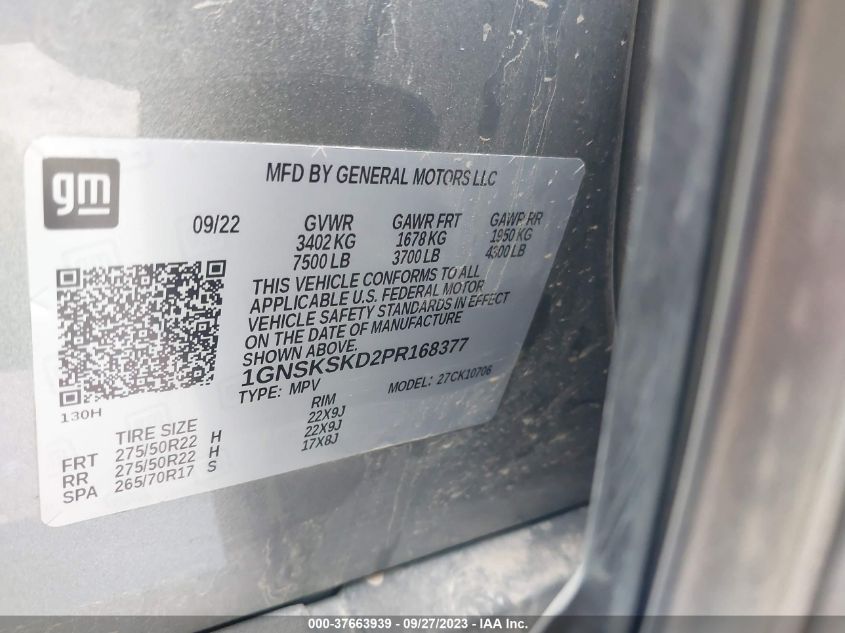 gm
MFD BY GENERAL MOTORS LLC
09/22
GVWR GAWR FRT GAWR RR
3402 KG 1678 KG 1950 KG
7500 LB 3700 LB 4300 LB
THIS VEHICLE CONFORMS TO ALL
APPLICABLE U.S. FEDERAL MOTOR
VEHICLE SAFETY STANDARDS IN EFFECT
ON THE DATE OF MANUFACTURE
SHOWN ABOVE.
1GNSKSKD2PR168377
TYPE: MPV MODEL: 27CK10706
130H
TIRE SIZE RIM
FRT 275/50R22 H 22X9J
RR 275/50R22 H 22X9J
SPA 265/70R17 S 17X8J
000-37663939 - 09/27/2023 - IAA Inc.